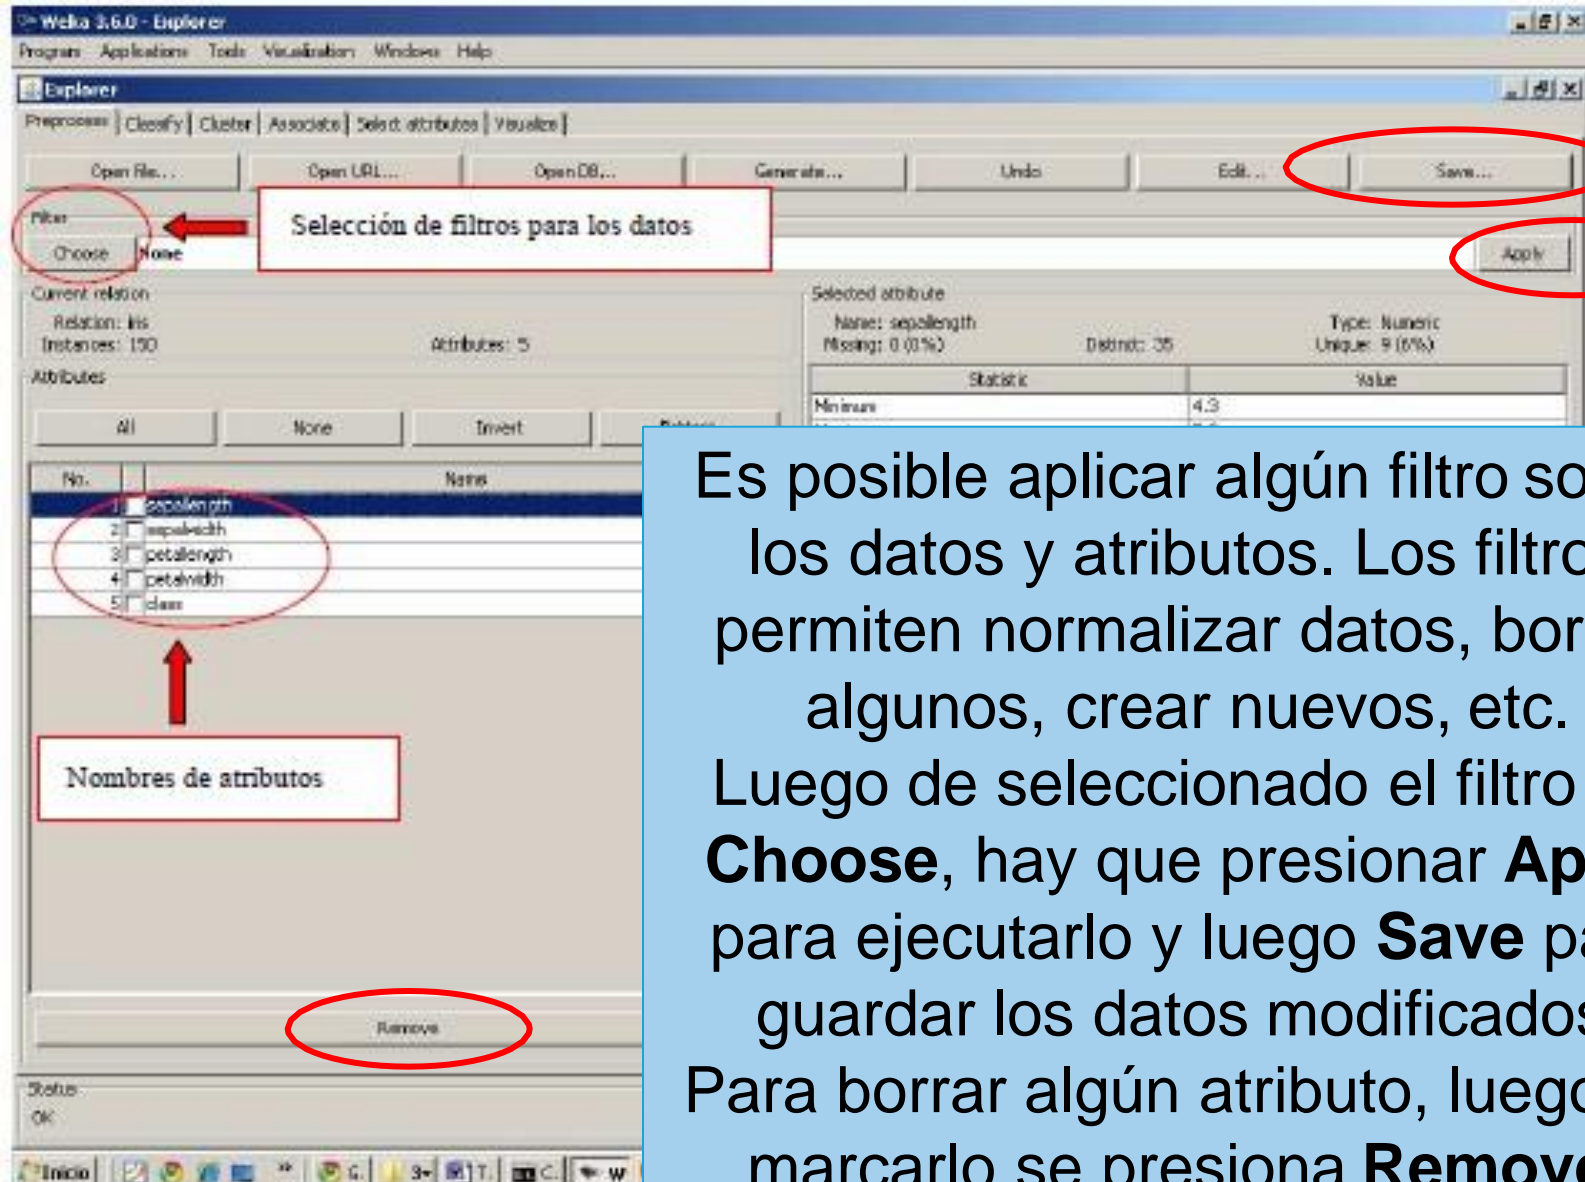 Weka 3.6.0 - Explorer
Program Applications Tools Visualization Windows Help
Explorer
Preprocess Classify Cluster Associate Select attributes Visualize
Open file... Open URL... Open DB... Generate... Undo Edit... Save...
Filter
Selección de filtros para los datos
Choose None Apply
Current relation
Relation: iris
Instances: 150 Attributes: 5
Selected attribute
Name: sepallength Type: Numeric
Missing: 0 (0%) Distinct: 35 Unique: 9 (6%)
Statistic Value
Minimum 4.3
Attributes
All None Invert
No. Name
1 sepallength
2 sepalwidth
3 petallength
4 petalwidth
5 class
Nombres de atributos
Remove
Status
OK
Inicio G. 3 T. C. W
Es posible aplicar algún filtro so
los datos y atributos. Los filtro
permiten normalizar datos, bor
algunos, crear nuevos, etc.
Luego de seleccionado el filtro
Choose, hay que presionar Ap
para ejecutarlo y luego Save pa
guardar los datos modificados
Para borrar algún atributo, luego
marcarlo se presiona Remove